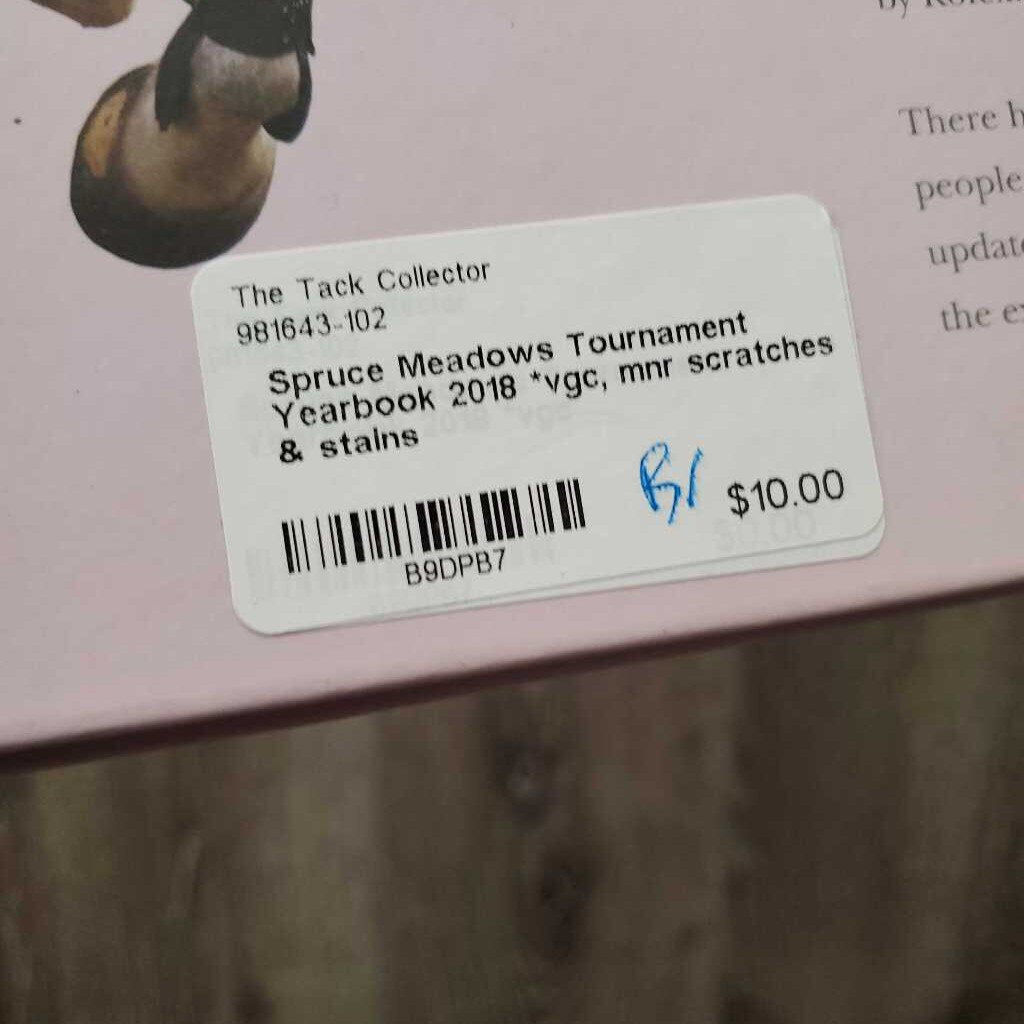 There
people
the
The Tack Collector
981643-102
Spruce Meadows Tournament
Yearbook 2018 *vgc, mnr scratches
& stains
$10.00
B9DPB7